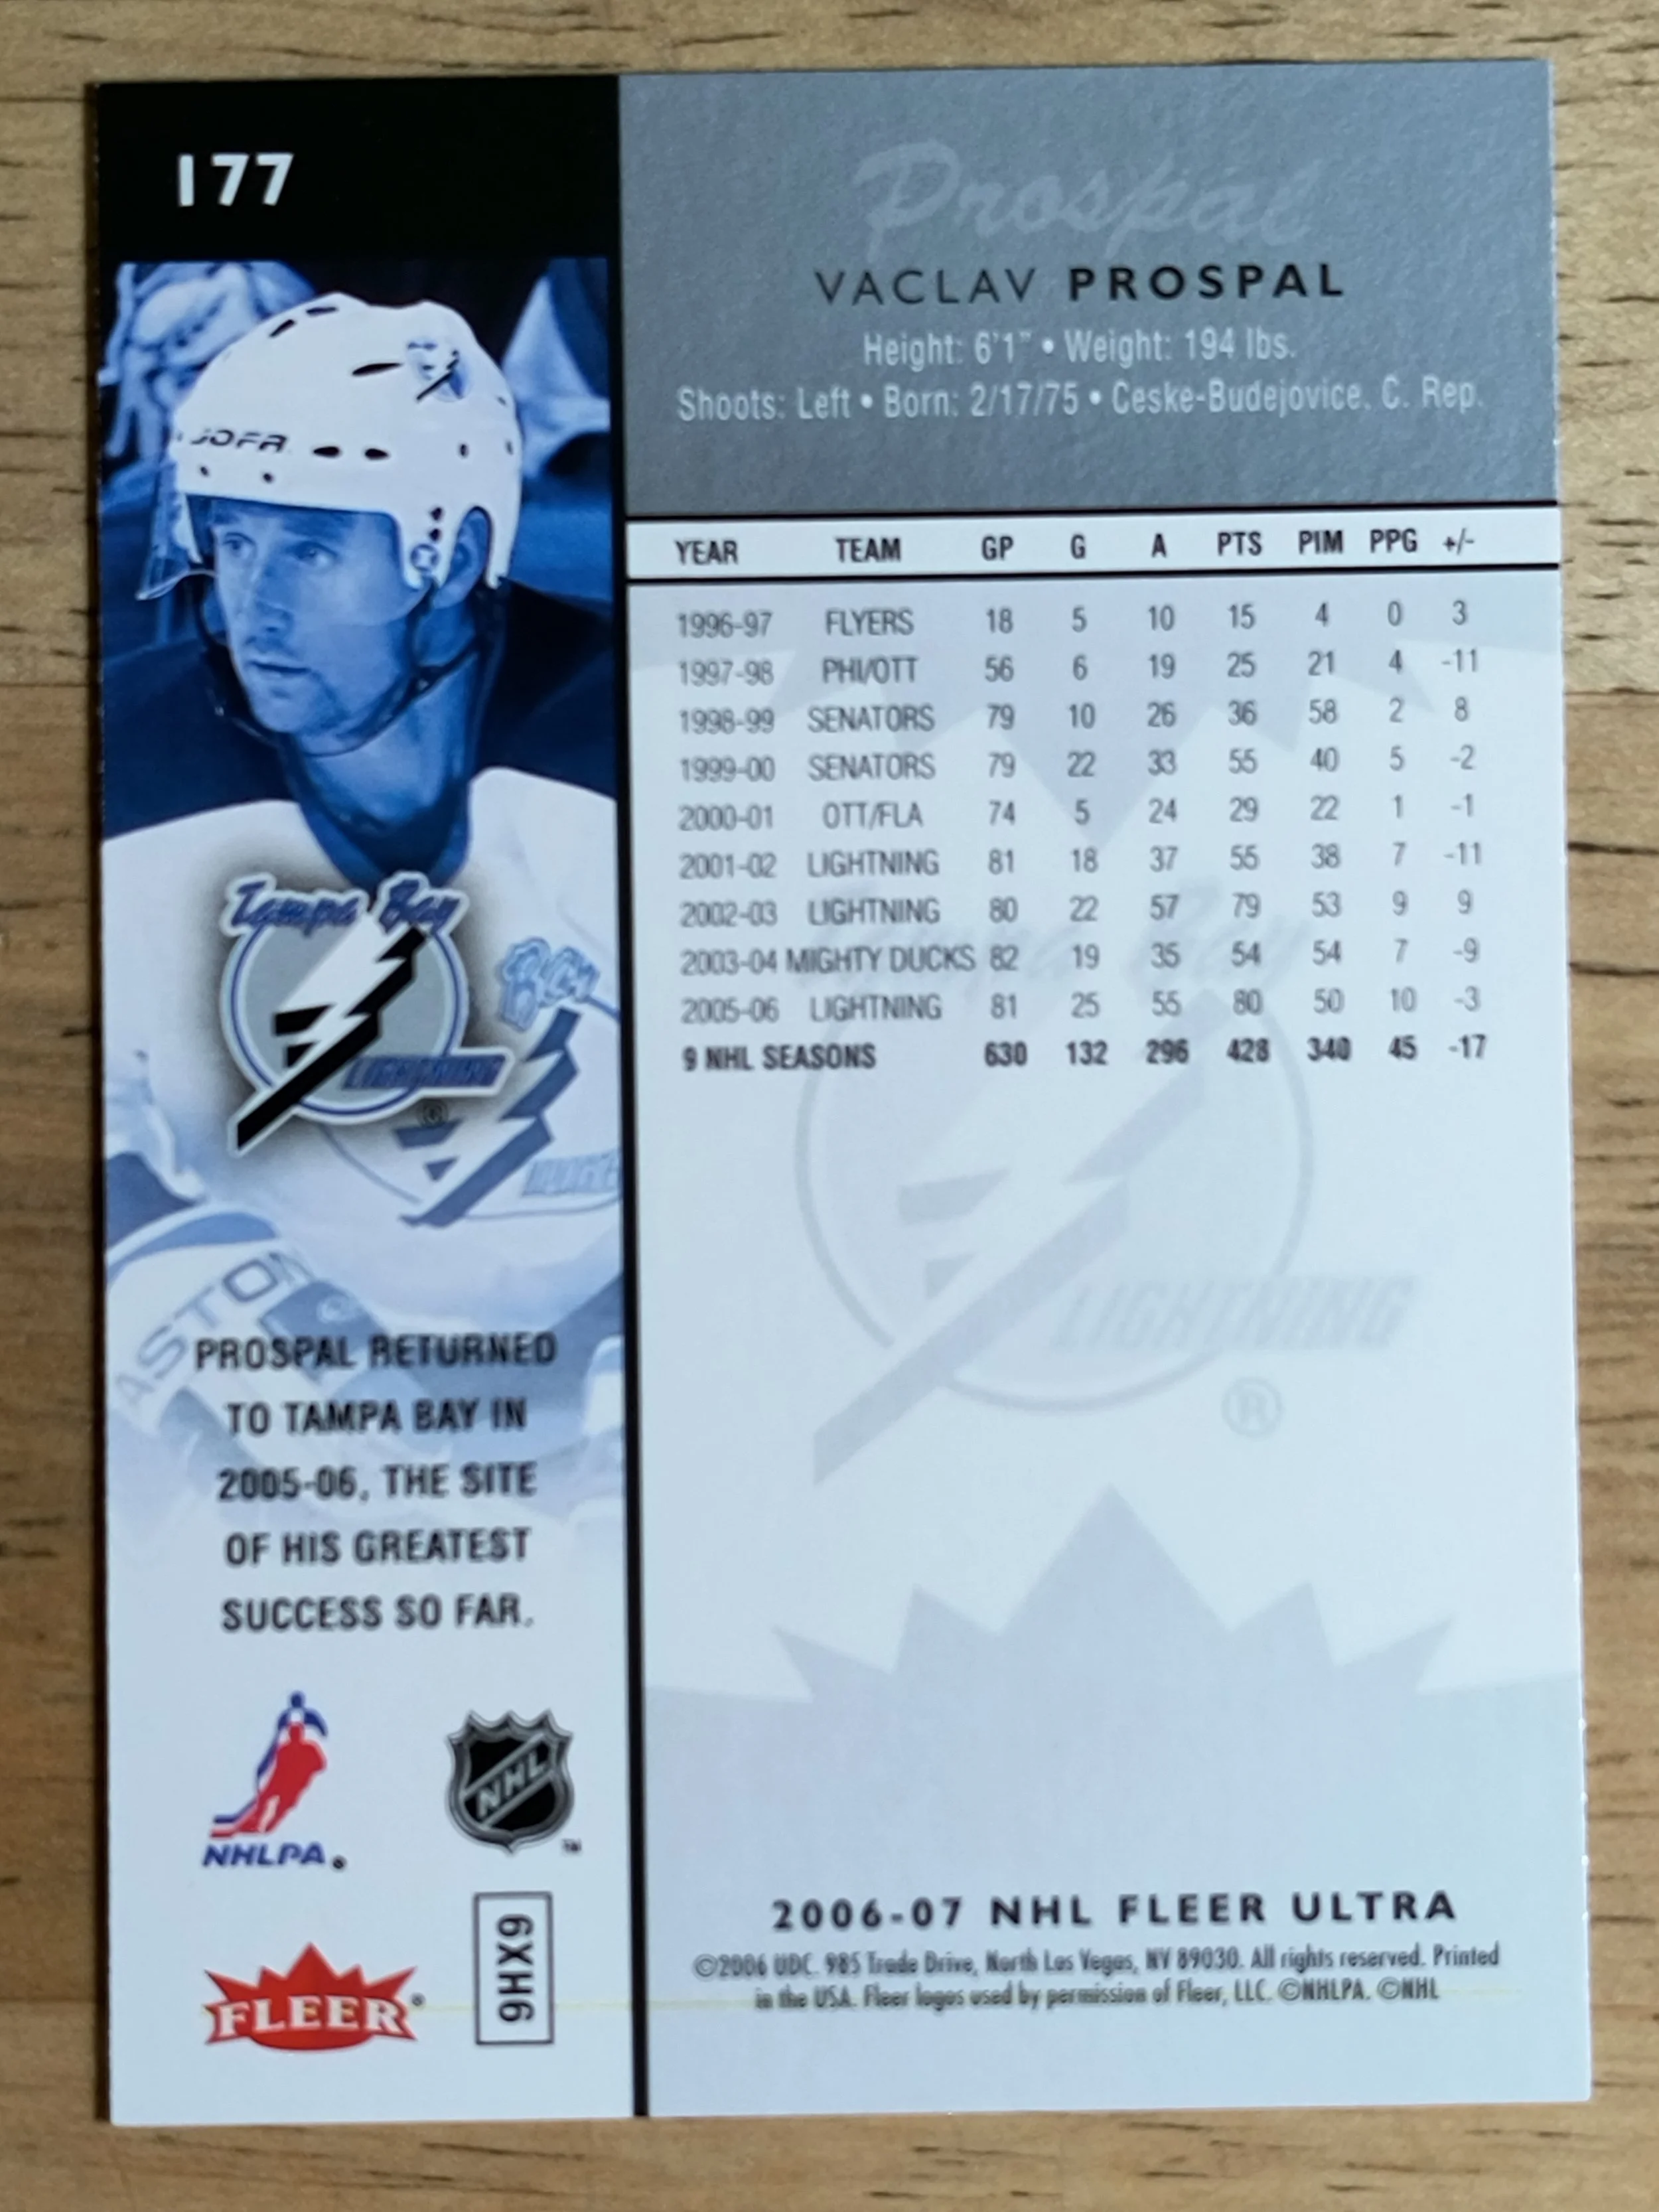 177
Prospal
VACLAV PROSPAL
Height: 6'1" • Weight: 194 lbs.
Shoots: Left • Born: 2/17/75 • Ceske-Budejovice, C. Rep.
YEAR TEAM GP G A PTS PIM PPG +/-
1996-97 FLYERS 18 5 10 15 4 0 3
1997-98 PHI/OTT 56 6 19 25 21 4 -11
1998-99 SENATORS 79 10 26 36 58 2 8
1999-00 SENATORS 79 22 33 55 40 5 -2
2000-01 OTT/FLA 74 5 24 29 22 1 -1
2001-02 LIGHTNING 81 18 37 55 38 7 -11
2002-03 LIGHTNING 80 22 57 79 53 9 9
2003-04 MIGHTY DUCKS 82 19 35 54 54 7 -9
2005-06 LIGHTNING 81 25 55 80 50 10 -3
9 NHL SEASONS 630 132 296 428 340 45 -17
JOFA
Tampa Bay
LIGHTNING
Bay
EASTON
Tampa Bay
LIGHTNING
®
PROSPAL RETURNED
TO TAMPA BAY IN
2005-06, THE SITE
OF HIS GREATEST
SUCCESS SO FAR.
NHLPA®
NHL™
FLEER®
6XH9
2006-07 NHL FLEER ULTRA
©2006 UDC. 985 Trade Drive, North Las Vegas, NV 89030. All rights reserved. Printed
in the USA. Fleer logos used by permission of Fleer, LLC. ©NHLPA. ©NHL